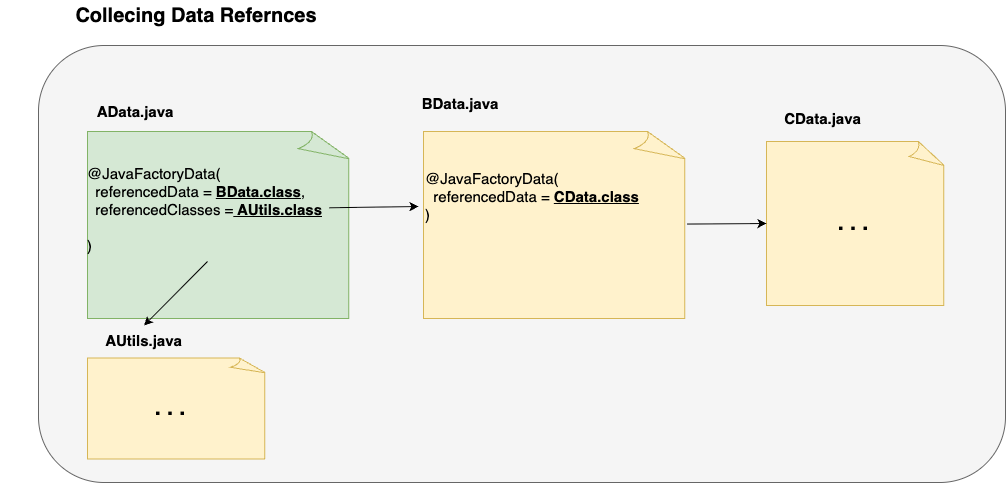 Collecing Data Refernces
AData.java
@JavaFactoryData(
referencedData = BData.class,
referencedClasses = AUtils.class
)
BData.java
@JavaFactoryData(
referencedData = CData.class
)
CData.java
...
AUtils.java
...